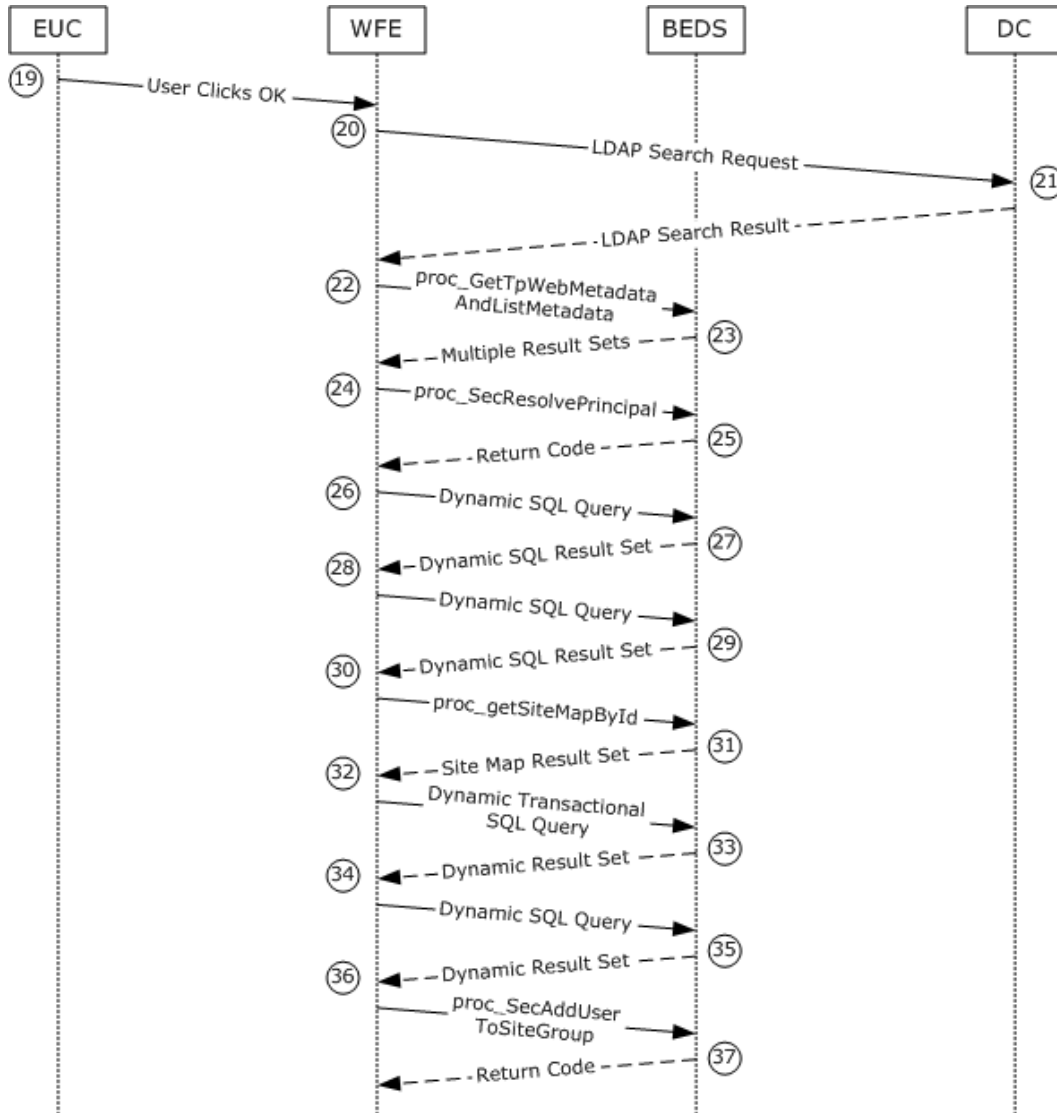 EUC WFE BEDS DC
19
User Clicks OK
20
LDAP Search Request
21
LDAP Search Result
22
proc_GetTpWebMetadata
AndListMetadata
23
Multiple Result Sets
24
proc_SecResolvePrincipal
25
Return Code
26
Dynamic SQL Query
27
Dynamic SQL Result Set
28
Dynamic SQL Query
29
Dynamic SQL Result Set
30
proc_getSiteMapById
31
Site Map Result Set
32
Dynamic Transactional
SQL Query
33
Dynamic Result Set
34
Dynamic SQL Query
35
Dynamic Result Set
36
proc_SecAddUser
ToSiteGroup
37
Return Code